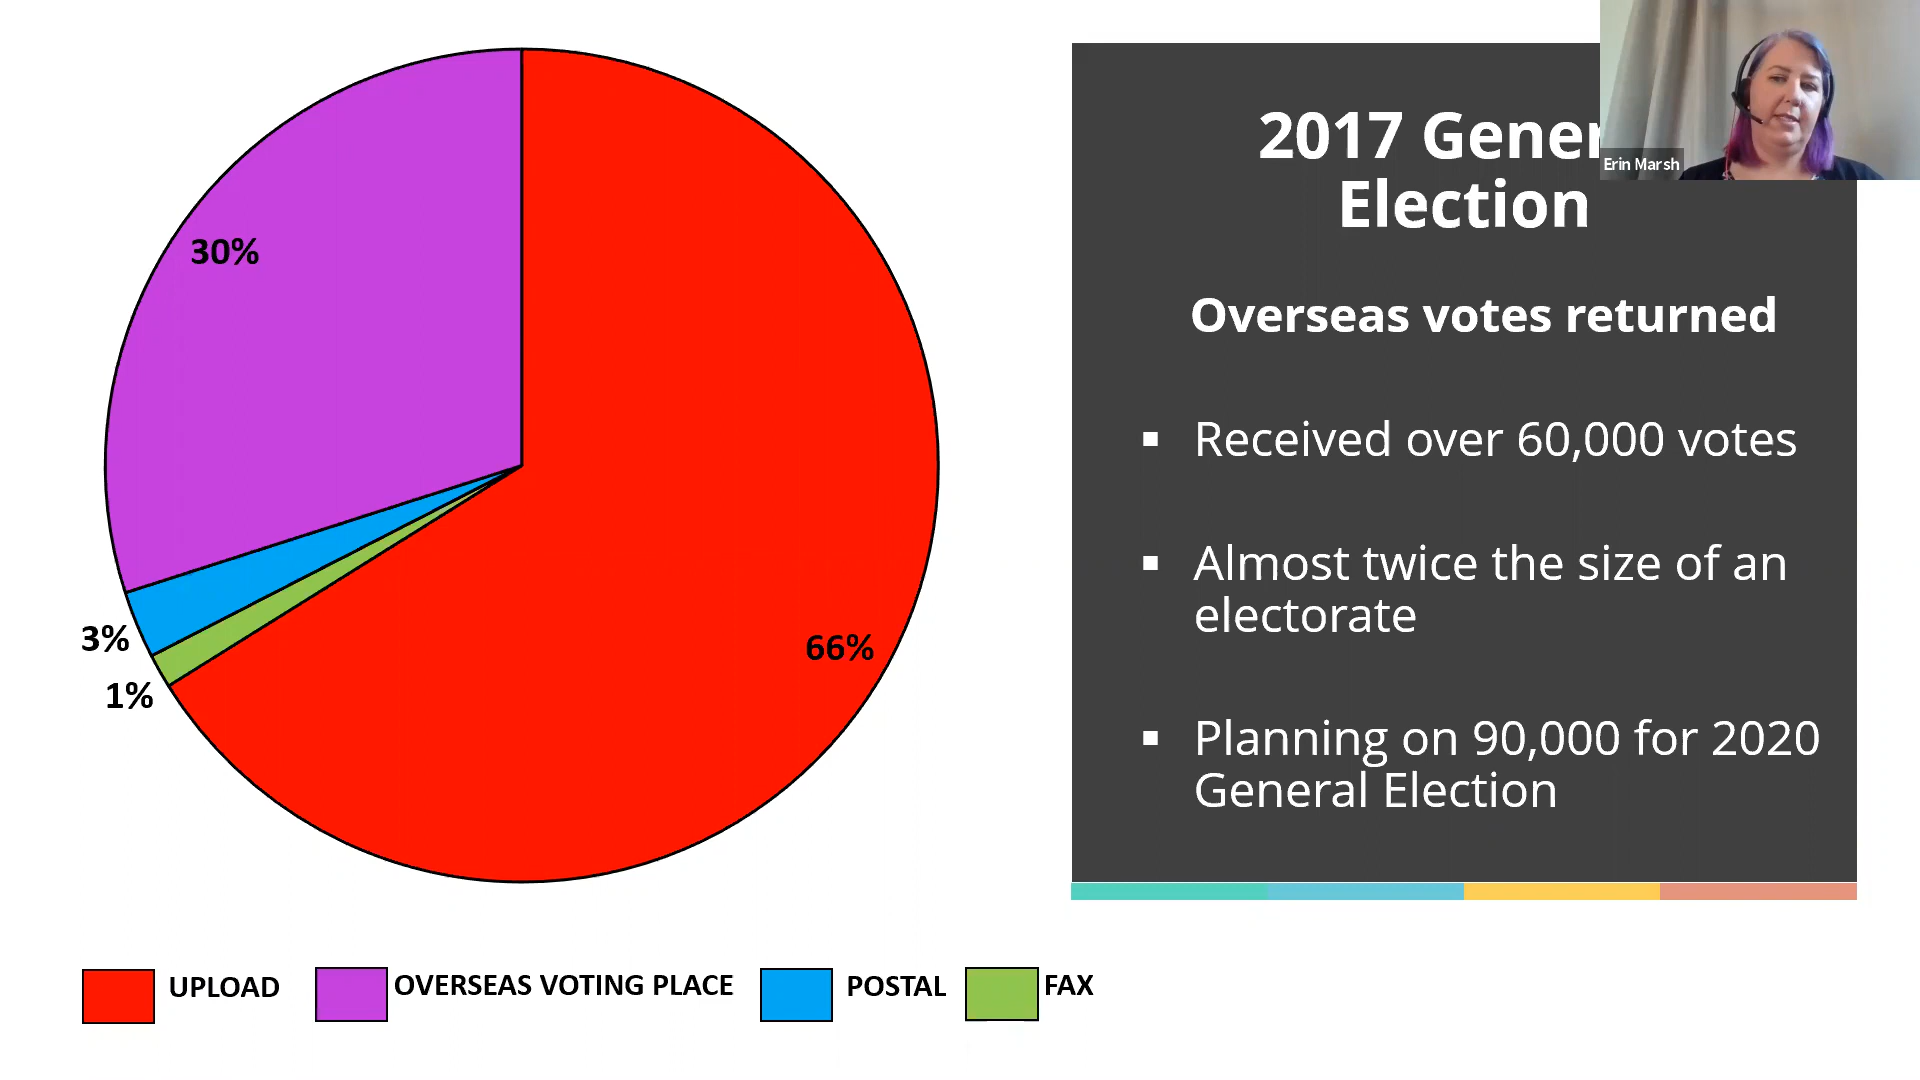 2017 Gener
Election
Erin Marsh
Overseas votes returned
▪ Received over 60,000 votes
▪ Almost twice the size of an
electorate
▪ Planning on 90,000 for 2020
General Election
30%
66%
3%
1%
UPLOAD
OVERSEAS VOTING PLACE
POSTAL
FAX